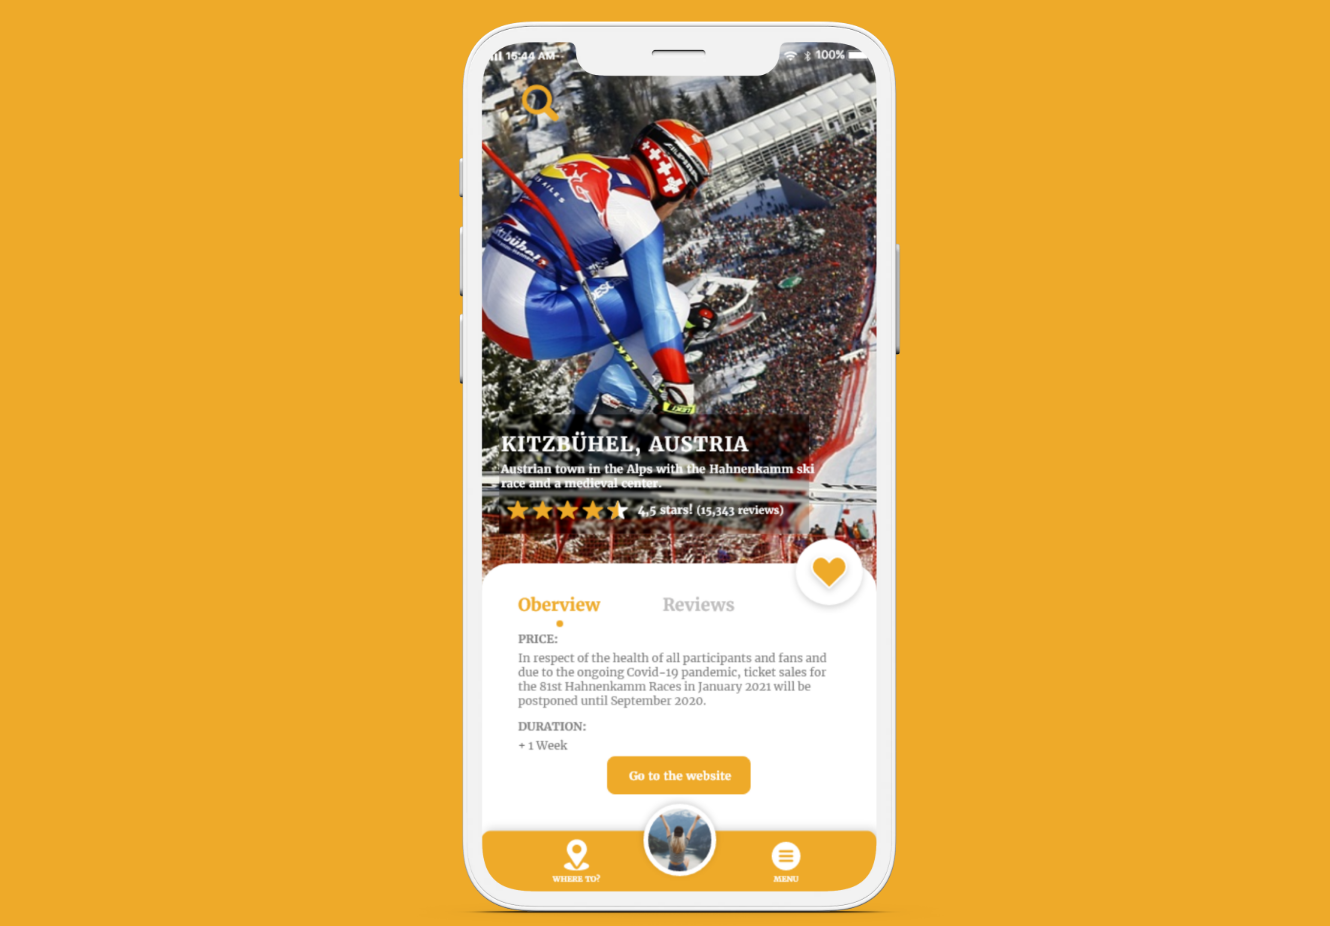 16:44 AM
100%
KITZBÜHEL, AUSTRIA
Austrian town in the Alps with the Hahnenkamm ski
race and a medieval center.
4,5 stars! (15,343 reviews)
Oberview
Reviews
PRICE:
In respect of the health of all participants and fans and
due to the ongoing Covid-19 pandemic, ticket sales for
the 81st Hahnenkamm Races in January 2021 will be
postponed until September 2020.
DURATION:
+ 1 Week
Go to the website
WHERE TO?
MENU